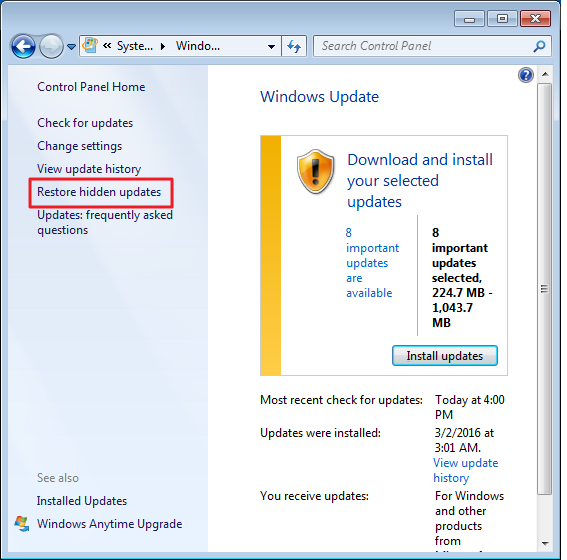 « Syste... Windo...
Search Control Panel
Control Panel Home
Check for updates
Change settings
View update history
Restore hidden updates
Updates: frequently asked
questions
See also
Installed Updates
Windows Anytime Upgrade
Windows Update
Download and install
your selected
updates
8
important
updates
are
available
8
important
updates
selected,
224.7 MB -
1,043.7
MB
Install updates
Most recent check for updates: Today at 4:00
PM
Updates were installed: 3/2/2016 at
3:01 AM.
View update
history
You receive updates: For Windows
and other
products
from